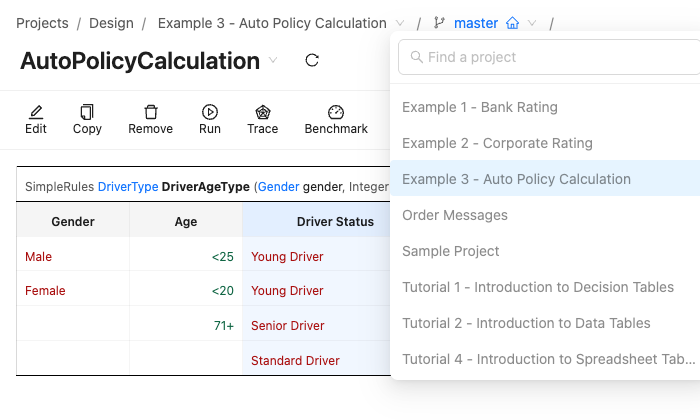 Projects / Design / Example 3 - Auto Policy Calculation / master /
AutoPolicyCalculation
Find a project
Edit Copy Remove Run Trace Benchmark
Example 1 - Bank Rating
Example 2 - Corporate Rating
Example 3 - Auto Policy Calculation
Order Messages
Sample Project
Tutorial 1 - Introduction to Decision Tables
Tutorial 2 - Introduction to Data Tables
Tutorial 4 - Introduction to Spreadsheet Tab...
SimpleRules DriverType DriverAgeType (Gender gender, Integer
Gender Age Driver Status
Male <25 Young Driver
Female <20 Young Driver
71+ Senior Driver
Standard Driver